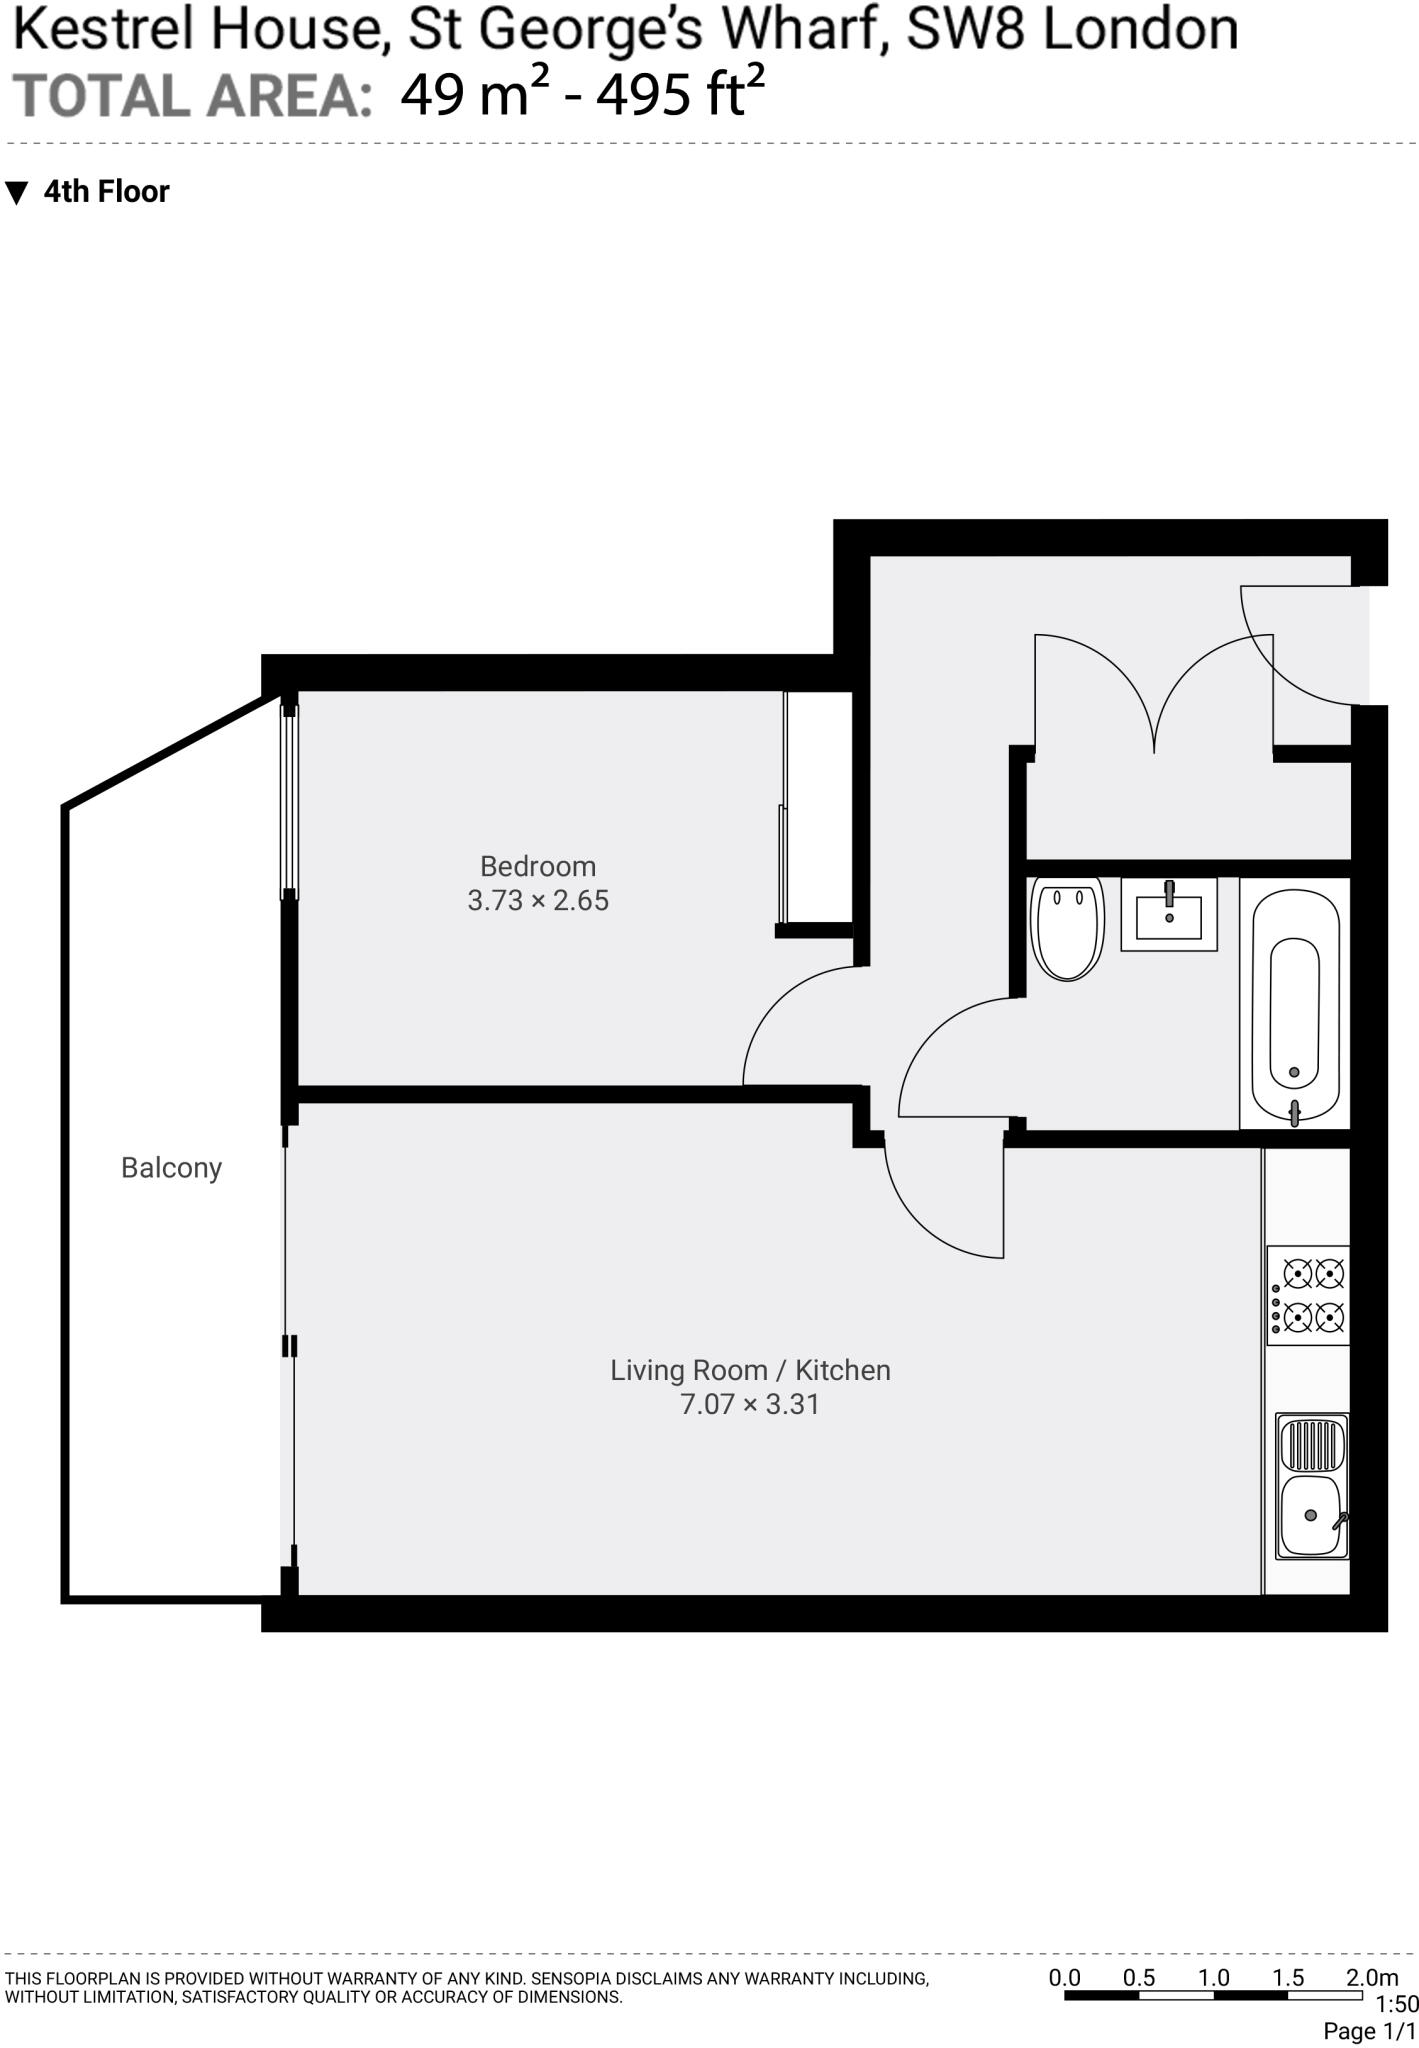 Kestrel House, St George’s Wharf, SW8 London
TOTAL AREA: 49 m² - 495 ft²
▼ 4th Floor
Bedroom
3.73 × 2.65
Balcony
Living Room / Kitchen
7.07 × 3.31
THIS FLOORPLAN IS PROVIDED WITHOUT WARRANTY OF ANY KIND. SENSOPIA DISCLAIMS ANY WARRANTY INCLUDING,
WITHOUT LIMITATION, SATISFACTORY QUALITY OR ACCURACY OF DIMENSIONS.
0.0 0.5 1.0 1.5 2.0m
1:50
Page 1/1